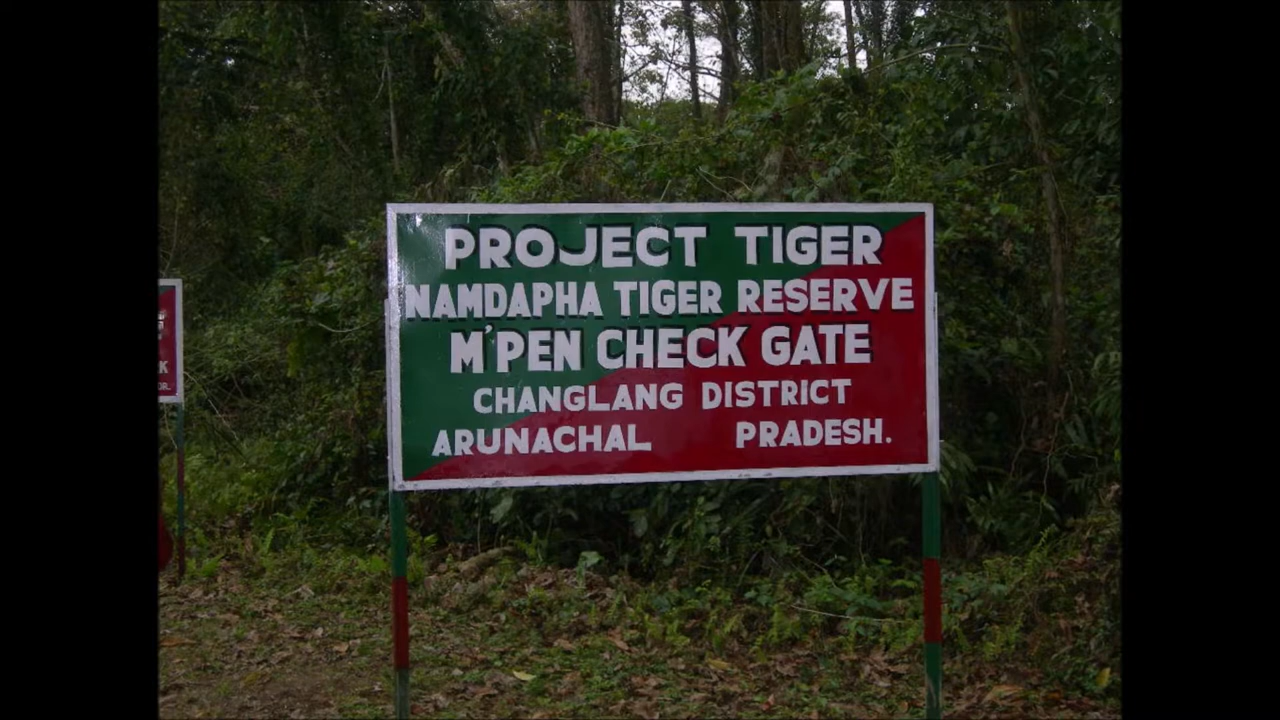 PROJECT TIGER
NAMDAPHA TIGER RESERVE
M'PEN CHECK GATE
CHANGLANG DISTRICT
ARUNACHAL PRADESH.